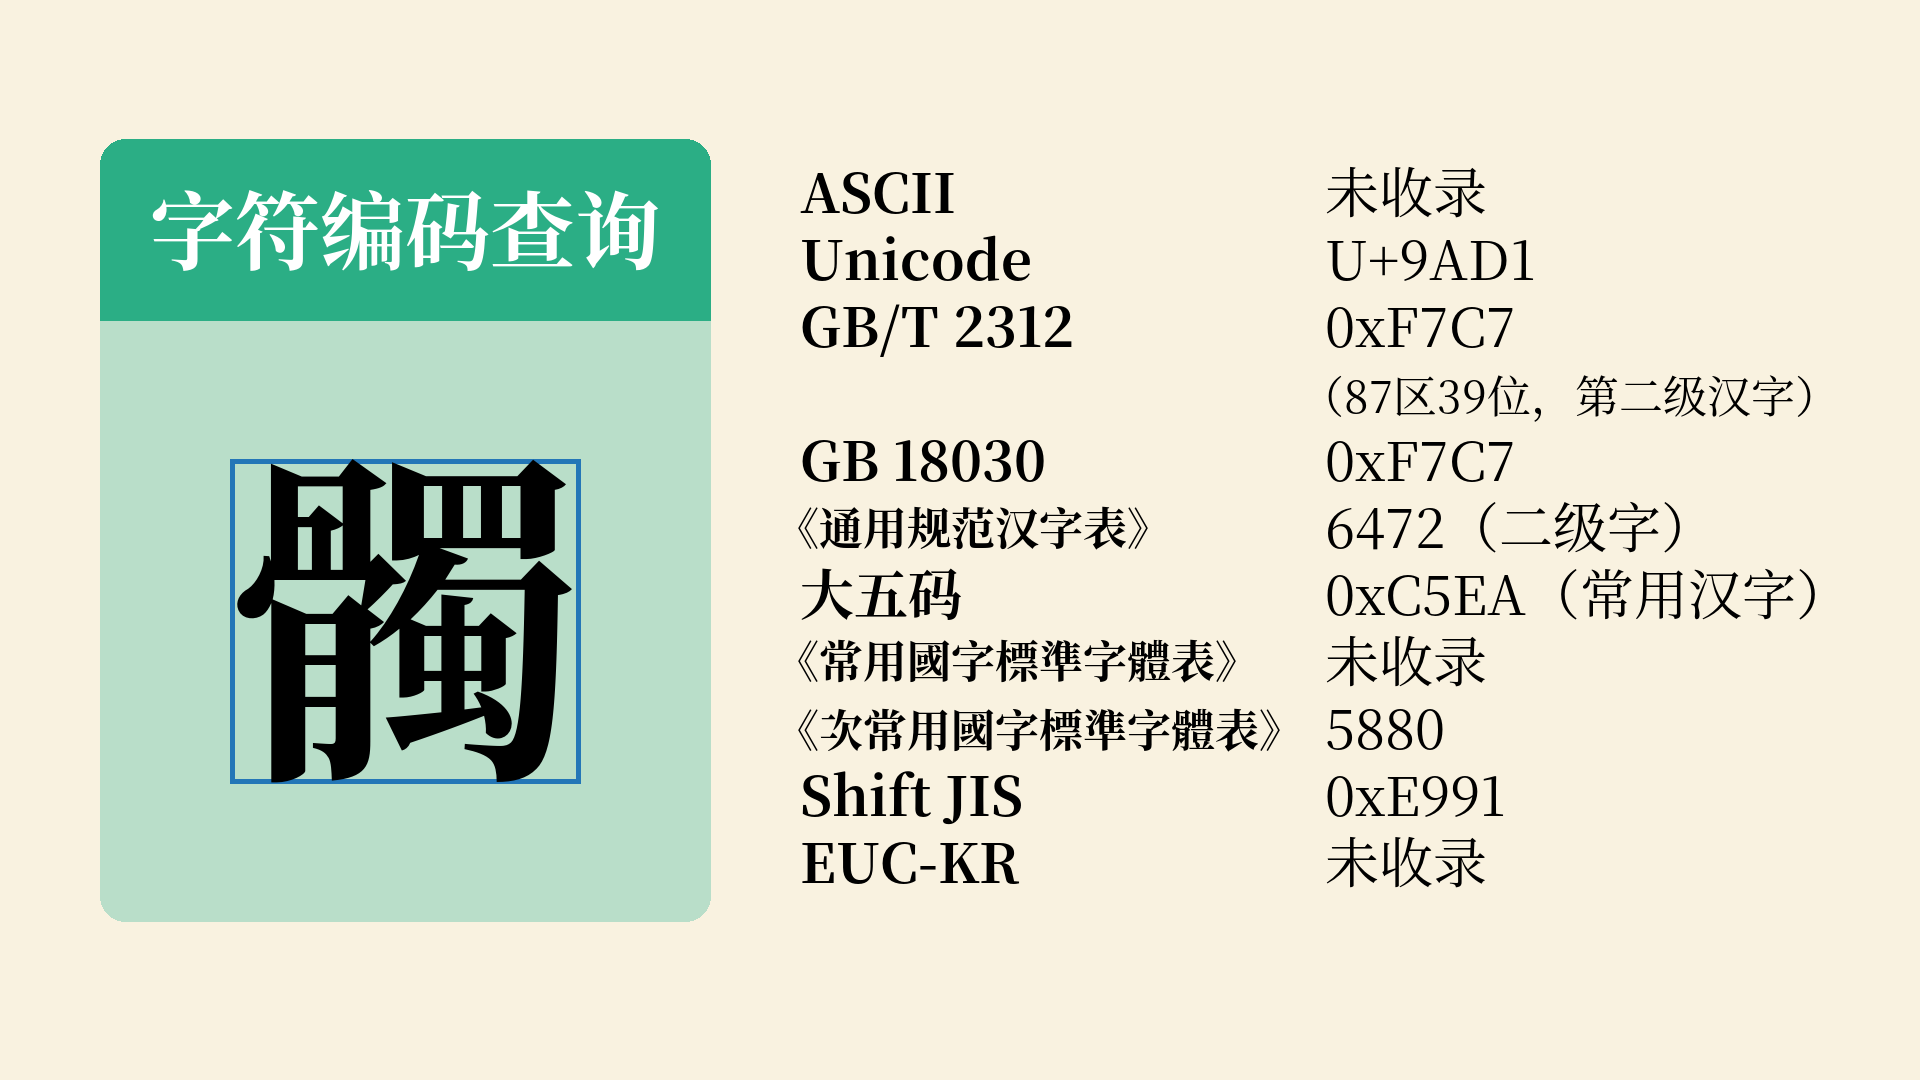 字符编码查询
髑
ASCII 未收录
Unicode U+9AD1
GB/T 2312 0xF7C7
（87区39位，第二级汉字）
GB 18030 0xF7C7
《通用规范汉字表》 6472（二级字）
大五码 0xC5EA（常用汉字）
《常用國字標準字體表》 未收录
《次常用國字標準字體表》 5880
Shift JIS 0xE991
EUC-KR 未收录